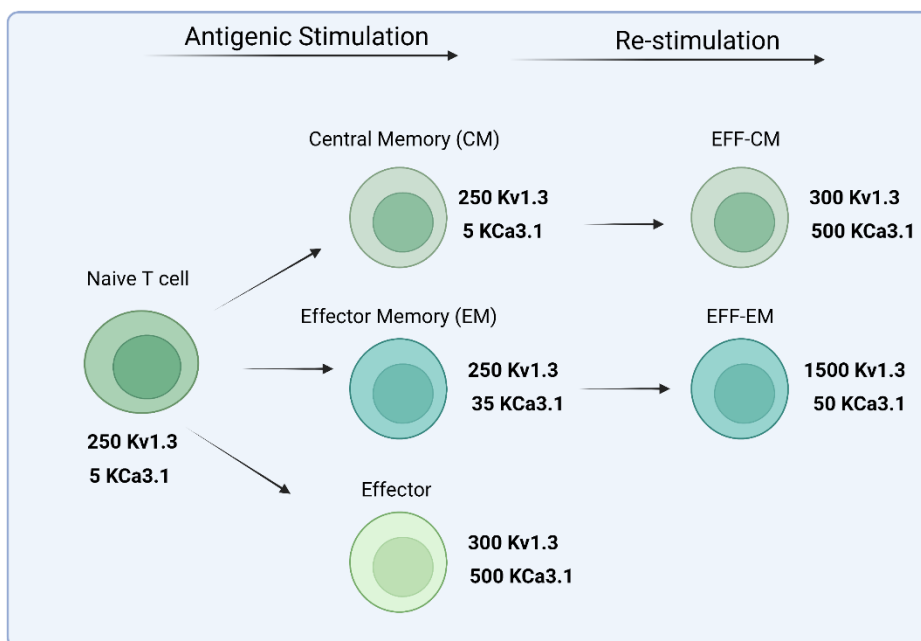 Antigenic Stimulation
Re-stimulation
Central Memory (CM)
250 Kv1.3
5 KCa3.1
EFF-CM
300 Kv1.3
500 KCa3.1
Naive T cell
250 Kv1.3
5 KCa3.1
Effector Memory (EM)
250 Kv1.3
35 KCa3.1
EFF-EM
1500 Kv1.3
50 KCa3.1
Effector
300 Kv1.3
500 KCa3.1